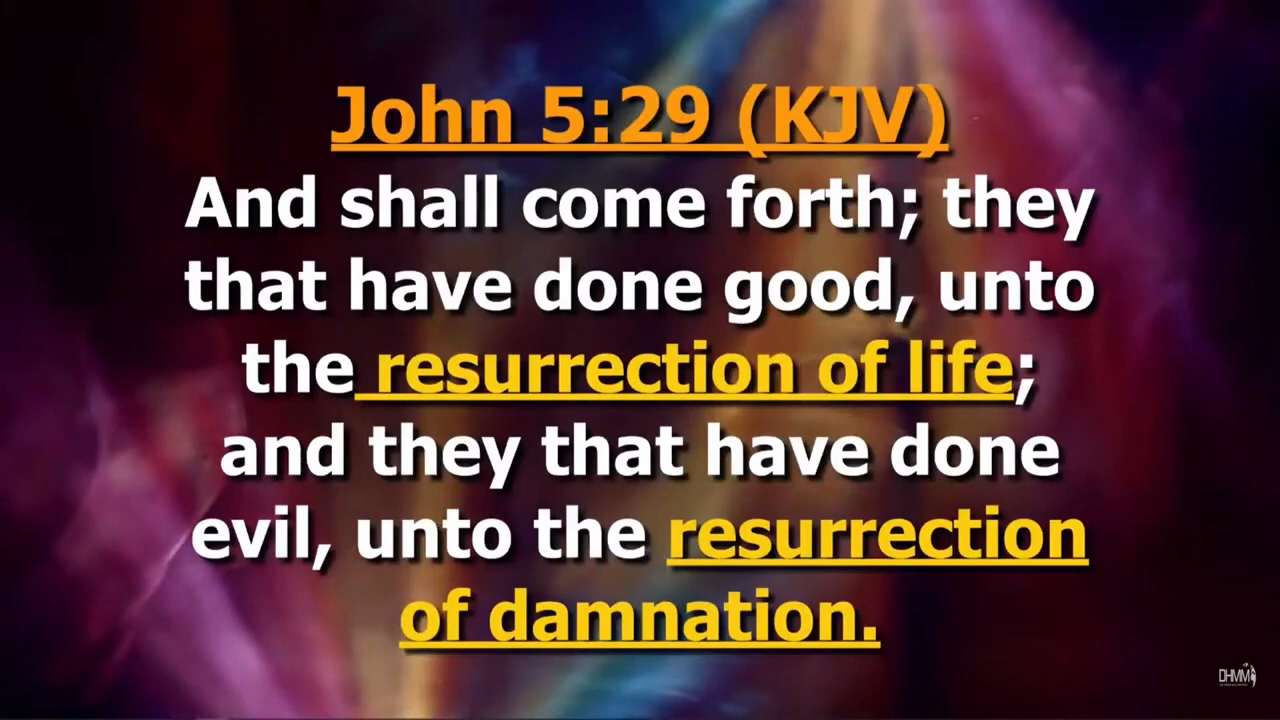 John 5:29 (KJV)
And shall come forth; they
that have done good, unto
the resurrection of life;
and they that have done
evil, unto the resurrection
of damnation.
DHMM